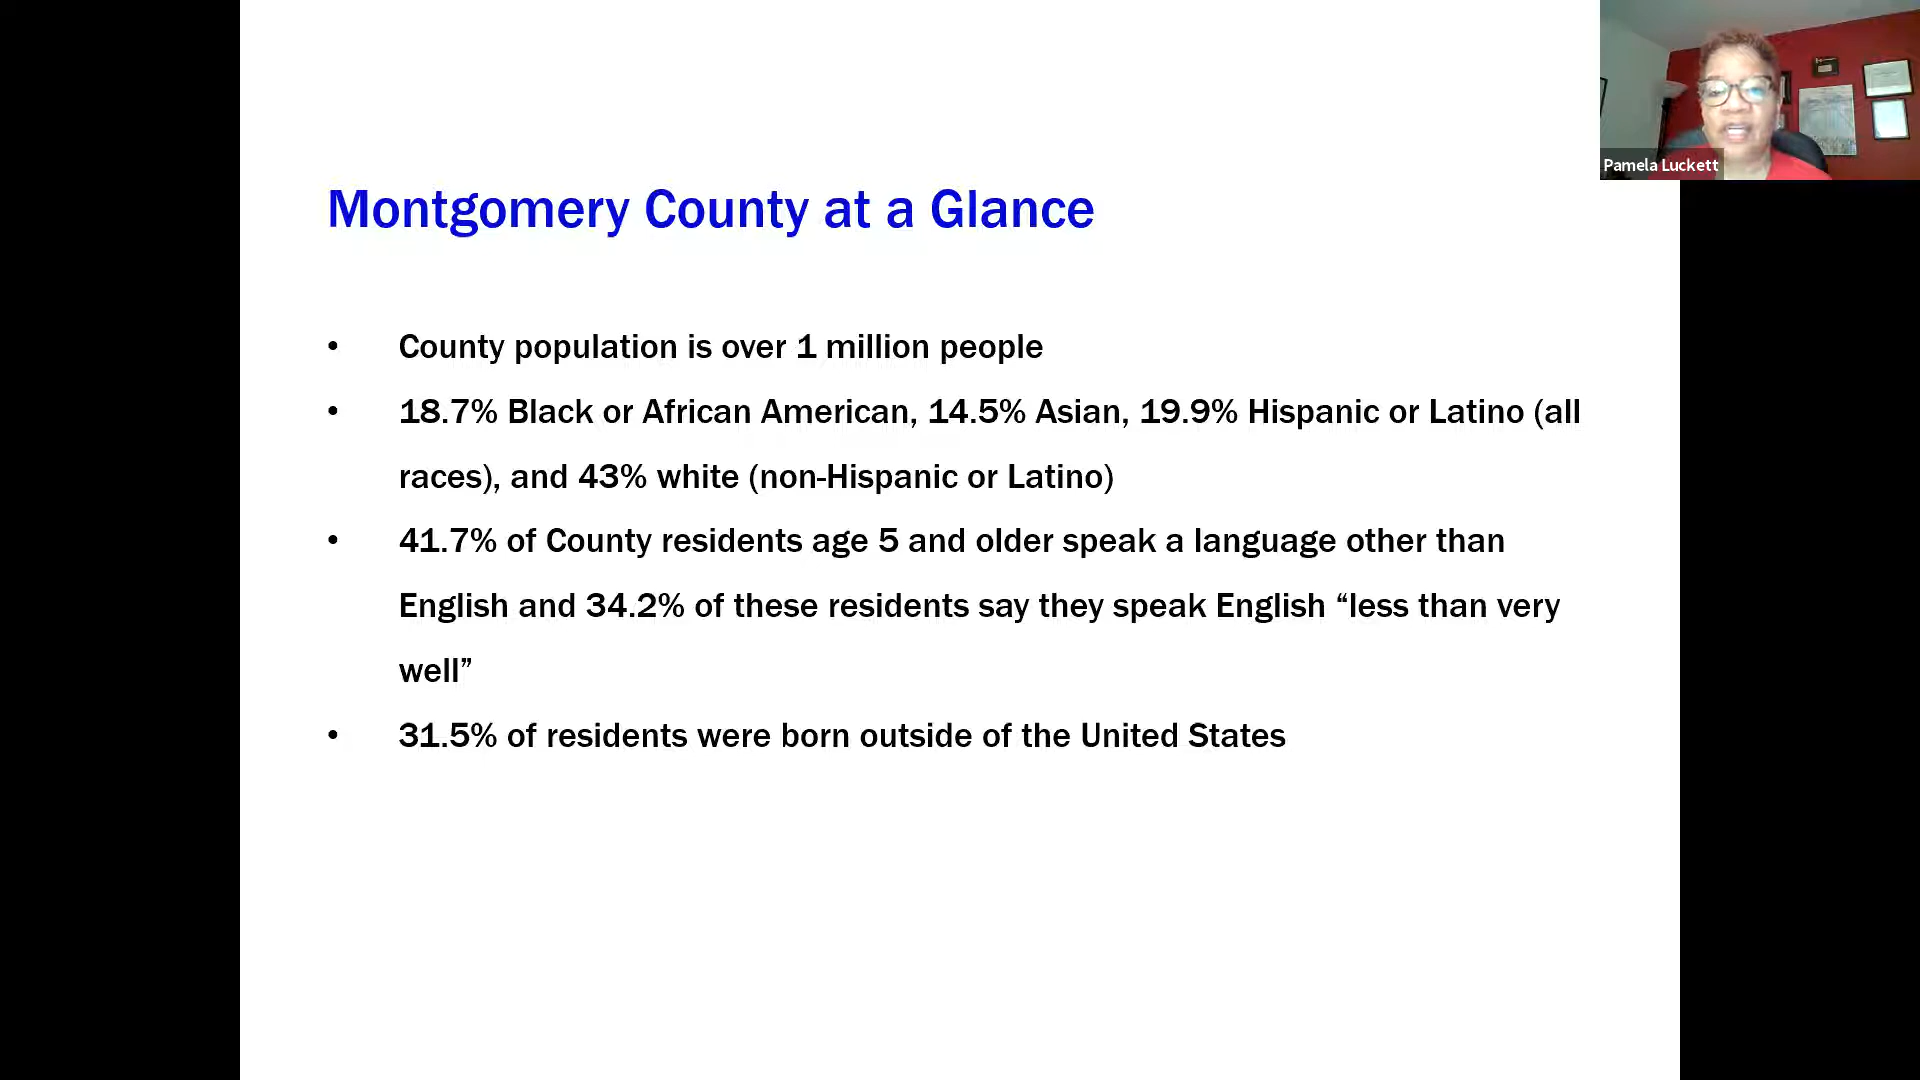 Pamela Luckett
Montgomery County at a Glance
• County population is over 1 million people
• 18.7% Black or African American, 14.5% Asian, 19.9% Hispanic or Latino (all
races), and 43% white (non-Hispanic or Latino)
• 41.7% of County residents age 5 and older speak a language other than
English and 34.2% of these residents say they speak English “less than very
well”
• 31.5% of residents were born outside of the United States